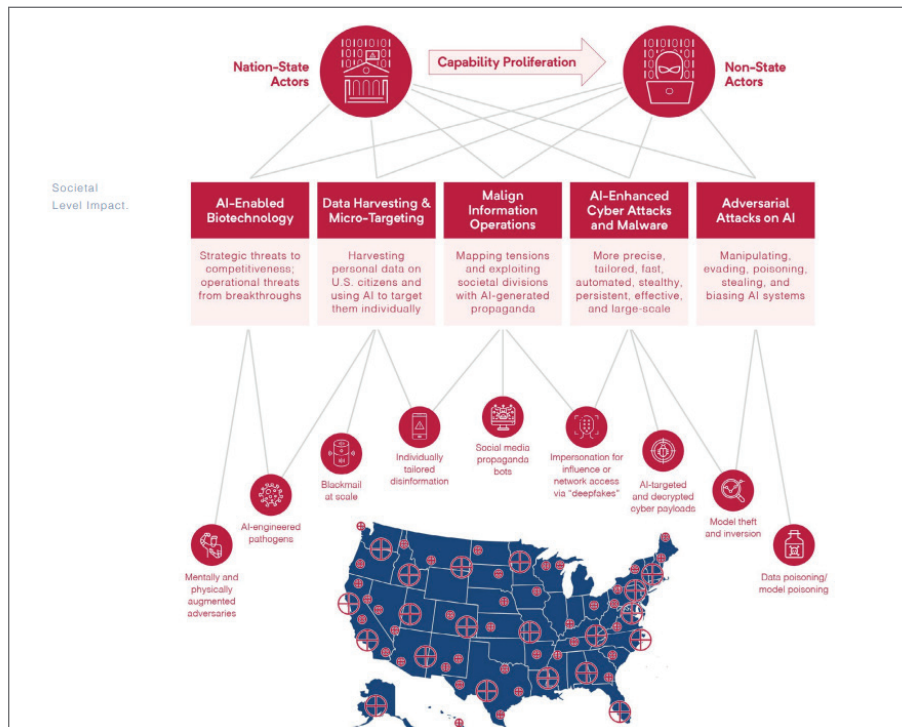 Nation-State
Actors
Capability Proliferation
Non-State
Actors
Societal
Level Impact.
AI-Enabled
Biotechnology
Strategic threats to
competitiveness;
operational threats
from breakthroughs
Data Harvesting &
Micro-Targeting
Harvesting
personal data on
U.S. citizens and
using AI to target
them individually
Malign
Information
Operations
Mapping tensions
and exploiting
societal divisions
with AI-generated
propaganda
AI-Enhanced
Cyber Attacks
and Malware
More precise,
tailored, fast,
automated, stealthy,
persistent, effective,
and large-scale
Adversarial
Attacks on AI
Manipulating,
evading, poisoning,
stealing, and
biasing AI systems
Mentally and
physically
augmented
adversaries
AI-engineered
pathogens
Blackmail
at scale
Individually
tailored
disinformation
Social media
propaganda
bots
Impersonation for
influence or
network access
via “deepfakes”
AI-targeted
and decrypted
cyber payloads
Model theft
and inversion
Data poisoning/
model poisoning